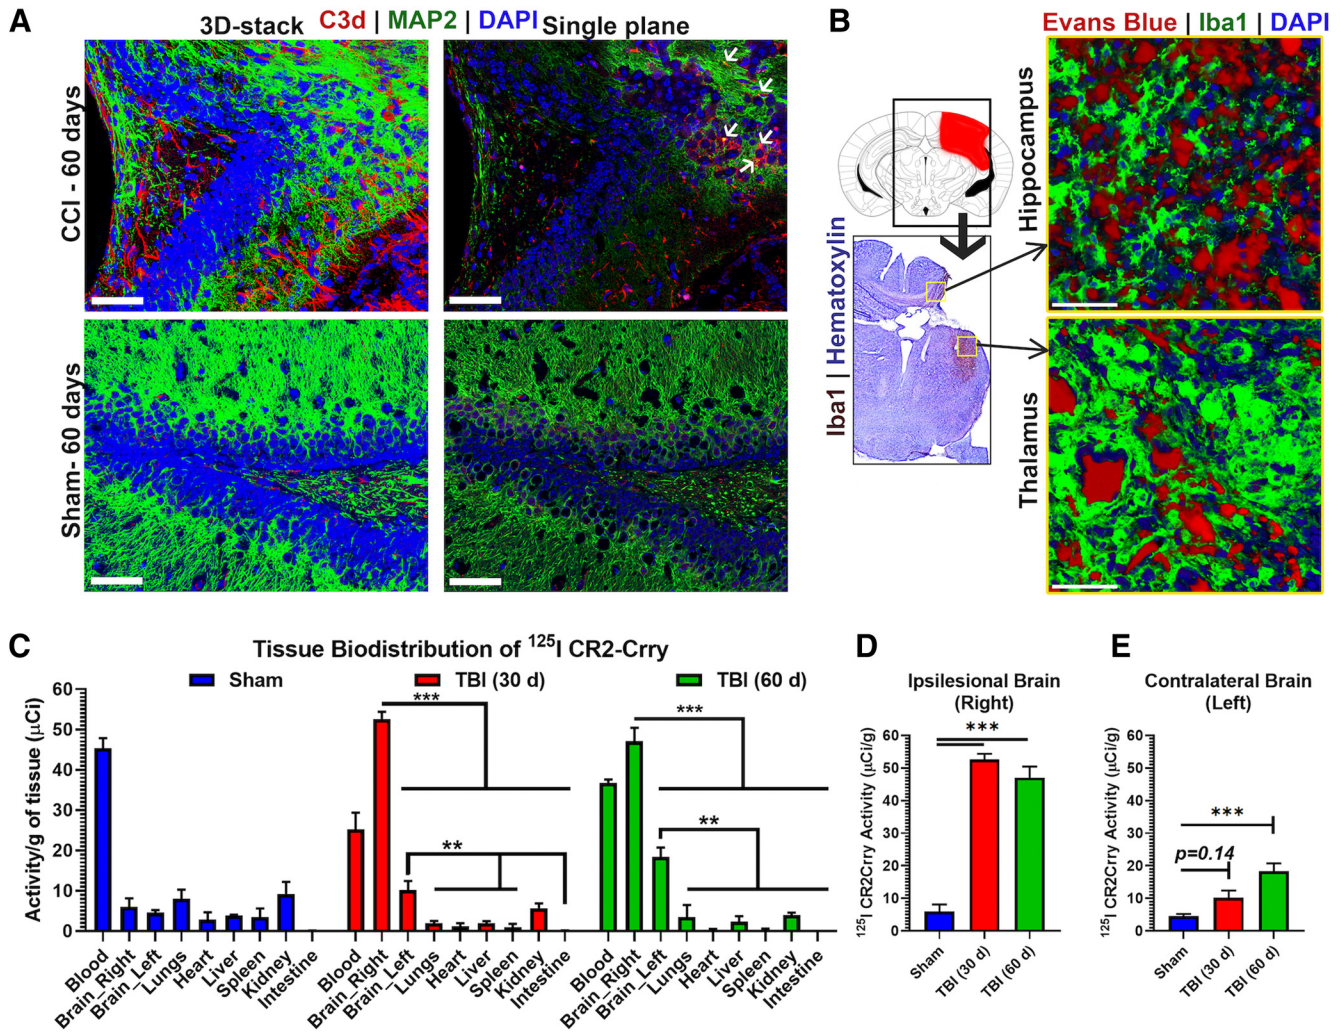 A
3D-stack
C3d | MAP2 | DAPI
Single plane
CCI - 60 days
Sham- 60 days
B
Evans Blue | Iba1 | DAPI
Hippocampus
Iba1 | Hematoxylin
Thalamus
C
Tissue Biodistribution of ¹²⁵I CR2-Crry
Sham
TBI (30 d)
TBI (60 d)
Activity/g of tissue (μCi)
60
50
40
30
20
10
0
***
**
***
**
Blood
Brain_Right
Brain_Left
Lungs
Heart
Liver
Spleen
Kidney
Intestine
Blood
Brain_Right
Brain_Left
Lungs
Heart
Liver
Spleen
Kidney
Intestine
Blood
Brain_Right
Brain_Left
Lungs
Heart
Liver
Spleen
Kidney
Intestine
D
Ipsilesional Brain
(Right)
¹²⁵I CR2Crry Activity (μCi/g)
60
50
40
30
20
10
0
***
Sham
TBI (30 d)
TBI (60 d)
E
Contralateral Brain
(Left)
¹²⁵I CR2Crry Activity (μCi/g)
60
50
40
30
20
10
0
***
p=0.14
Sham
TBI (30 d)
TBI (60 d)